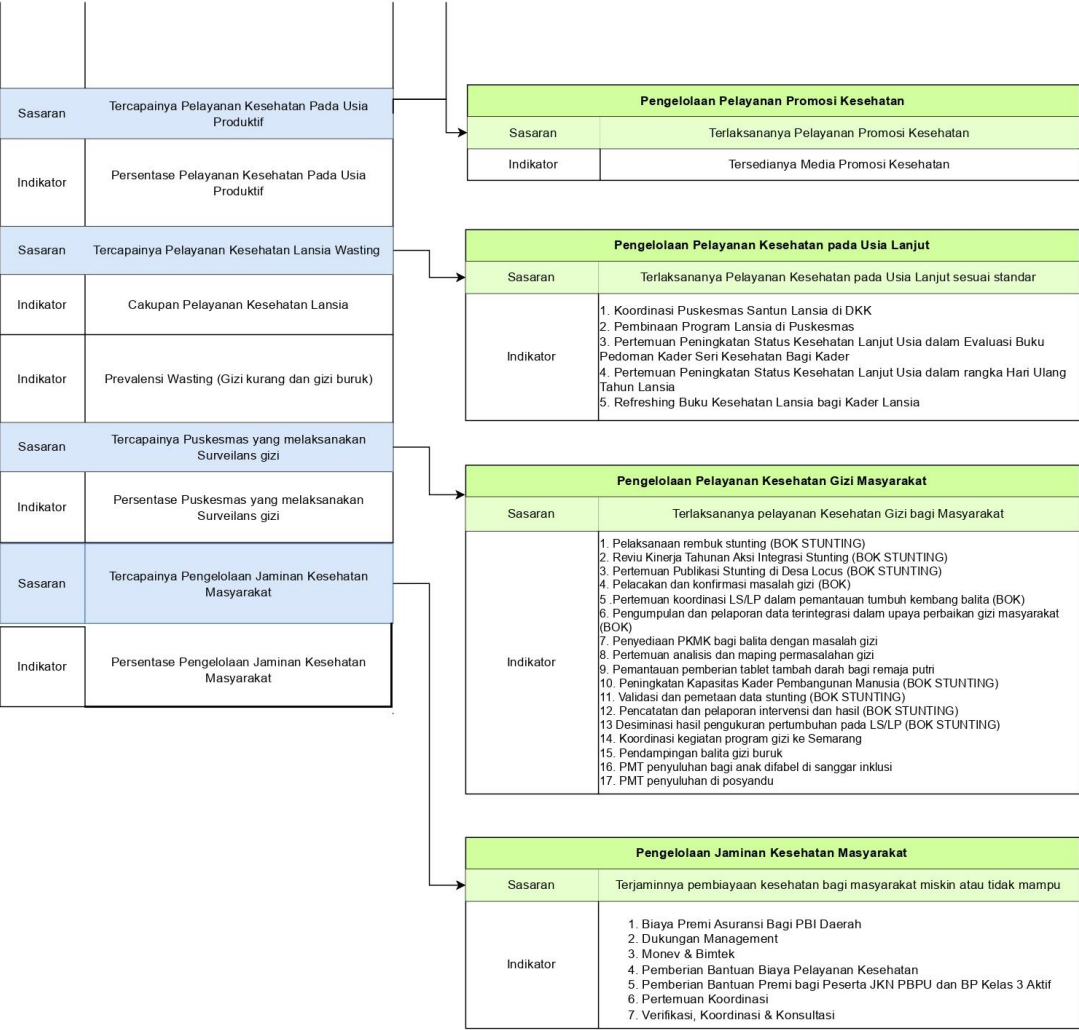 Sasaran
Tercapainya Pelayanan Kesehatan Pada Usia
Produktif
Indikator
Persentase Pelayanan Kesehatan Pada Usia
Produktif
Sasaran
Tercapainya Pelayanan Kesehatan Lansia Wasting
Indikator
Cakupan Pelayanan Kesehatan Lansia
Indikator
Prevalensi Wasting (Gizi kurang dan gizi buruk)
Sasaran
Tercapainya Puskesmas yang melaksanakan
Surveilans gizi
Indikator
Persentase Puskesmas yang melaksanakan
Surveilans gizi
Sasaran
Tercapainya Pengelolaan Jaminan Kesehatan
Masyarakat
Indikator
Persentase Pengelolaan Jaminan Kesehatan
Masyarakat
Pengelolaan Pelayanan Promosi Kesehatan
Sasaran
Terlaksananya Pelayanan Promosi Kesehatan
Indikator
Tersedianya Media Promosi Kesehatan
Pengelolaan Pelayanan Kesehatan pada Usia Lanjut
Sasaran
Terlaksananya Pelayanan Kesehatan pada Usia Lanjut sesuai standar
Indikator
1. Koordinasi Puskesmas Santun Lansia di DKK
2. Pembinaan Program Lansia di Puskesmas
3. Pertemuan Peningkatan Status Kesehatan Lanjut Usia dalam Evaluasi Buku
Pedoman Kader Seri Kesehatan Bagi Kader
4. Pertemuan Peningkatan Status Kesehatan Lanjut Usia dalam rangka Hari Ulang
Tahun Lansia
5. Refreshing Buku Kesehatan Lansia bagi Kader Lansia
Pengelolaan Pelayanan Kesehatan Gizi Masyarakat
Sasaran
Terlaksananya pelayanan Kesehatan Gizi bagi Masyarakat
Indikator
1. Pelaksanaan rembuk stunting (BOK STUNTING)
2. Reviu Kinerja Tahunan Aksi Integrasi Stunting (BOK STUNTING)
3. Pertemuan Publikasi Stunting di Desa Locus (BOK STUNTING)
4. Pelacakan dan konfirmasi masalah gizi (BOK)
5. Pertemuan koordinasi LS/LP dalam pemantauan tumbuh kembang balita (BOK)
6. Pengumpulan dan pelaporan data terintegrasi dalam upaya perbaikan gizi masyarakat
(BOK)
7. Penyediaan PKMK bagi balita dengan masalah gizi
8. Pertemuan analisis dan maping permasalahan gizi
9. Pemantauan pemberian tablet tambah darah bagi remaja putri
10. Peningkatan Kapasitas Kader Pembangunan Manusia (BOK STUNTING)
11. Validasi dan pemetaan data stunting (BOK STUNTING)
12. Pencatatan dan pelaporan intervensi dan hasil (BOK STUNTING)
13 Desiminasi hasil pengukuran pertumbuhan pada LS/LP (BOK STUNTING)
14. Koordinasi kegiatan program gizi ke Semarang
15. Pendampingan balita gizi buruk
16. PMT penyuluhan bagi anak difabel di sanggar inklusi
17. PMT penyuluhan di posyandu
Pengelolaan Jaminan Kesehatan Masyarakat
Sasaran
Terjaminnya pembiayaan kesehatan bagi masyarakat miskin atau tidak mampu
Indikator
1. Biaya Premi Asuransi Bagi PBI Daerah
2. Dukungan Management
3. Monev & Bimtek
4. Pemberian Bantuan Biaya Pelayanan Kesehatan
5. Pemberian Bantuan Premi bagi Peserta JKN PBPU dan BP Kelas 3 Aktif
6. Pertemuan Koordinasi
7. Verifikasi, Koordinasi & Konsultasi